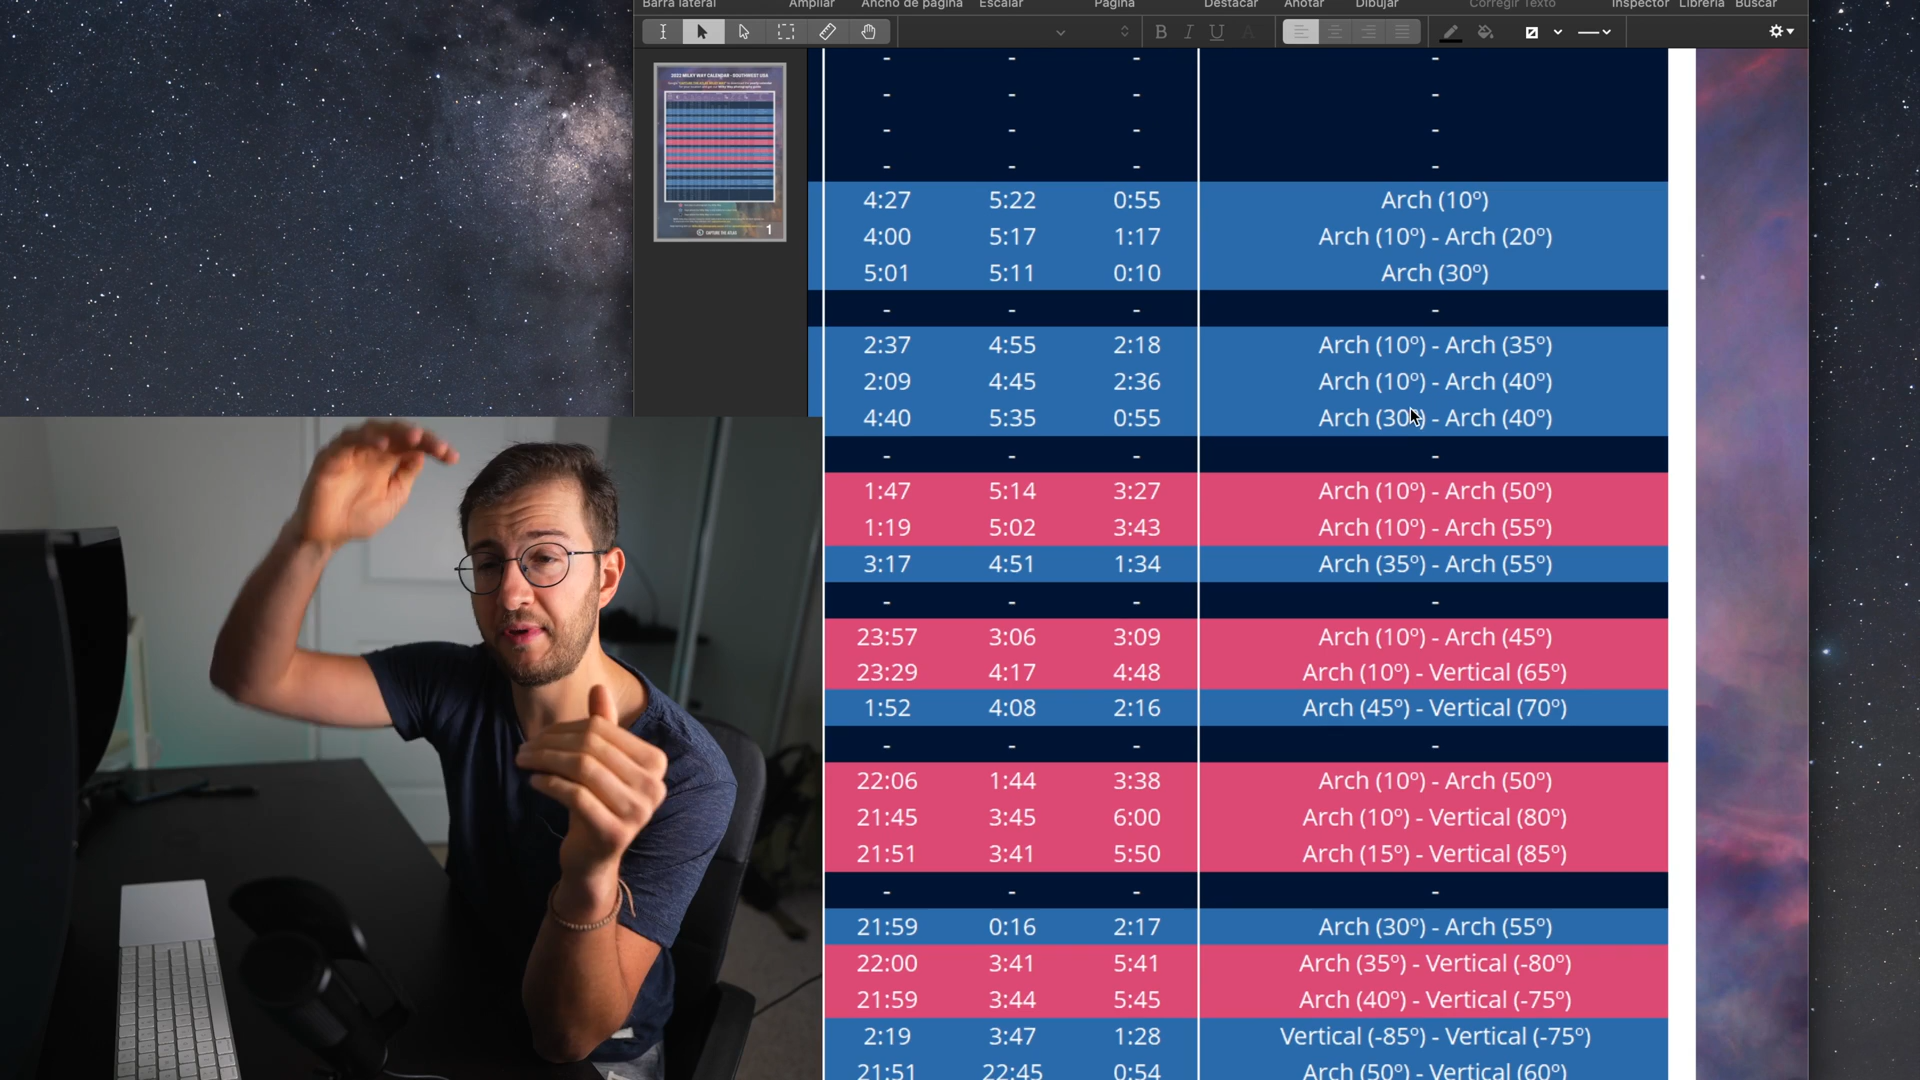 Barra lateral Ampliar Ancho de página Escalar Página Destacar Anotar Dibujar Corregir Texto Inspector Librería Buscar
B I U A
2022 MILKY WAY CALENDAR - SOUTHWEST USA
CAPTURE THE ATLAS
1
- - - -
- - - -
- - - -
- - - -
4:27 5:22 0:55 Arch (10º)
4:00 5:17 1:17 Arch (10º) - Arch (20º)
5:01 5:11 0:10 Arch (30º)
- - - -
2:37 4:55 2:18 Arch (10º) - Arch (35º)
2:09 4:45 2:36 Arch (10º) - Arch (40º)
4:40 5:35 0:55 Arch (30º) - Arch (40º)
- - - -
1:47 5:14 3:27 Arch (10º) - Arch (50º)
1:19 5:02 3:43 Arch (10º) - Arch (55º)
3:17 4:51 1:34 Arch (35º) - Arch (55º)
- - - -
23:57 3:06 3:09 Arch (10º) - Arch (45º)
23:29 4:17 4:48 Arch (10º) - Vertical (65º)
1:52 4:08 2:16 Arch (45º) - Vertical (70º)
- - - -
22:06 1:44 3:38 Arch (10º) - Arch (50º)
21:45 3:45 6:00 Arch (10º) - Vertical (80º)
21:51 3:41 5:50 Arch (15º) - Vertical (85º)
- - - -
21:59 0:16 2:17 Arch (30º) - Arch (55º)
22:00 3:41 5:41 Arch (35º) - Vertical (-80º)
21:59 3:44 5:45 Arch (40º) - Vertical (-75º)
2:19 3:47 1:28 Vertical (-85º) - Vertical (-75º)
21:51 22:45 0:54 Arch (50º) - Vertical (60º)